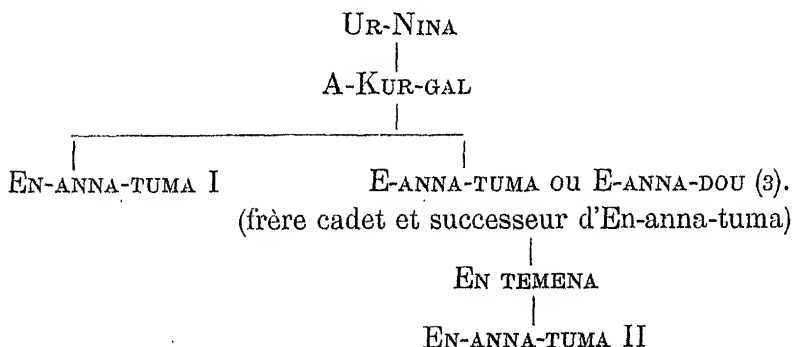 UR-NINA
A-KUR-GAL
EN-ANNA-TUMA I E-ANNA-TUMA OU E-ANNA-DOU (3).
(frère cadet et successeur d'En-anna-tuma)
EN TEMENA
EN-ANNA-TUMA II